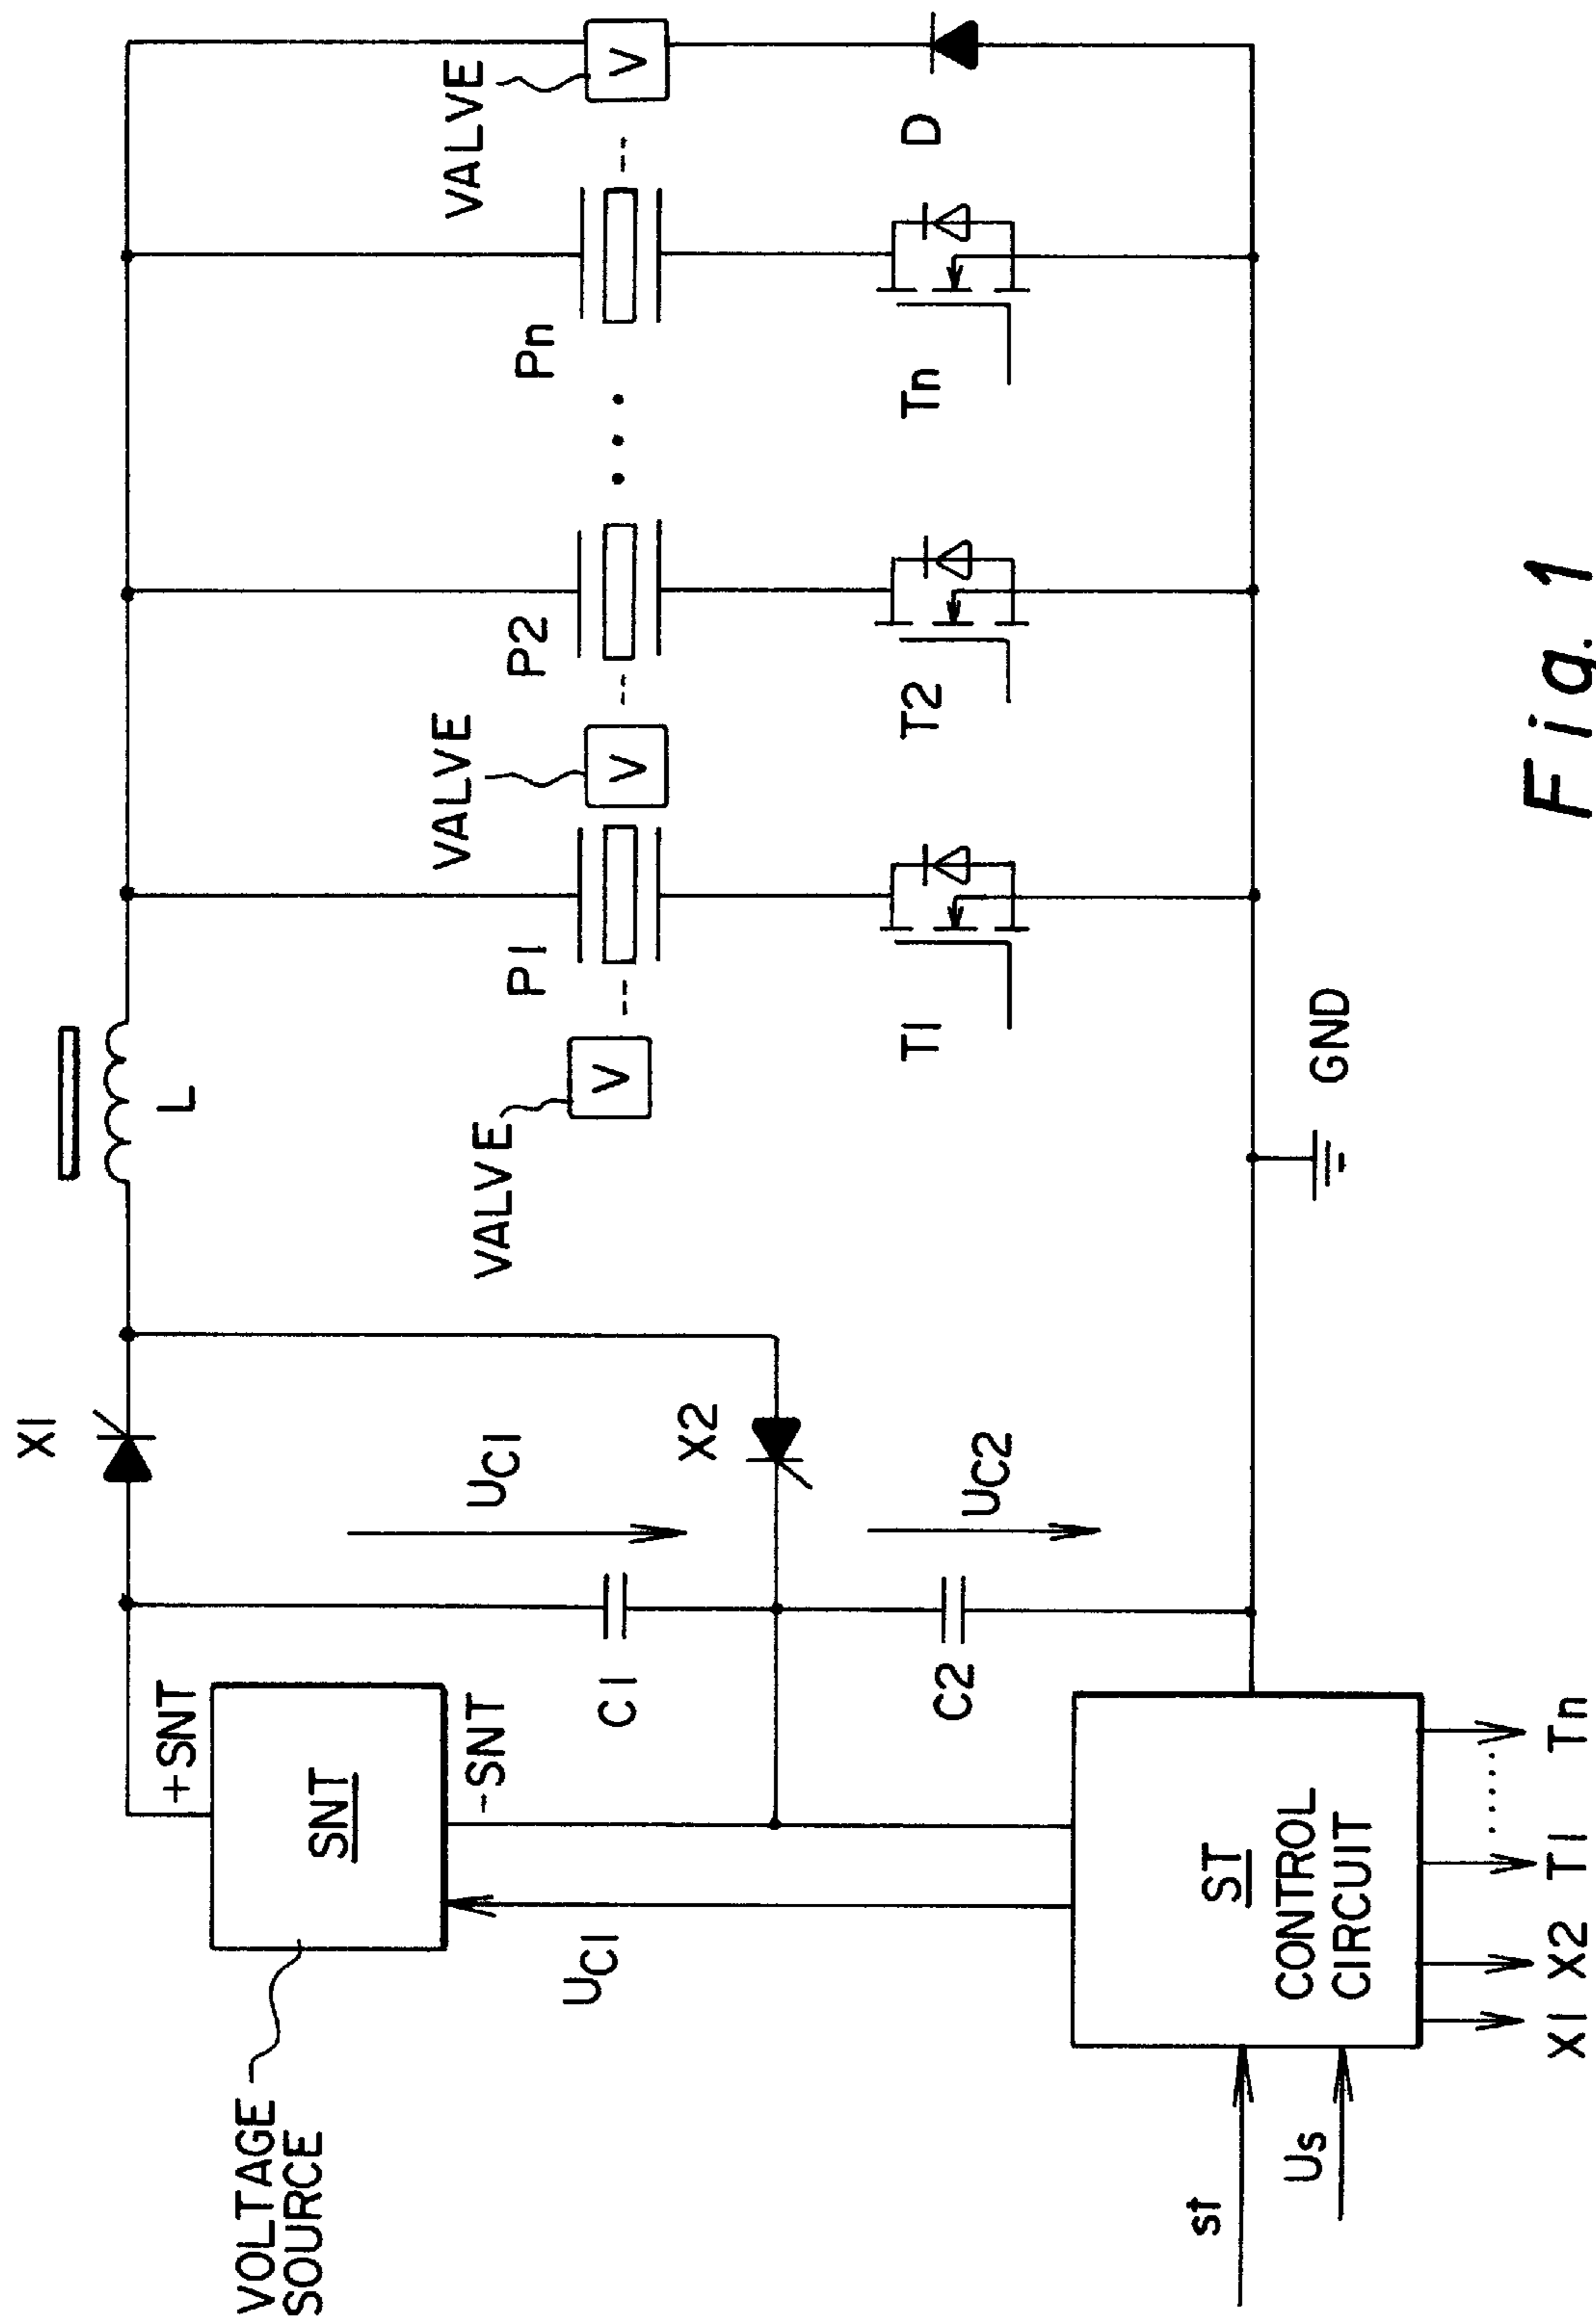 X1
L
VALVE
V
+SNT
UC1
P1
VALVE
V
P2
Pn
VALVE
V
VOLTAGE
SOURCE
SNT
-SNT
C1
X2
UC1
C2
UC2
T1
T2
Tn
D
GND
st
Us
ST
CONTROL
CIRCUIT
X1 X2 T1 ..... Tn
Fig. 1